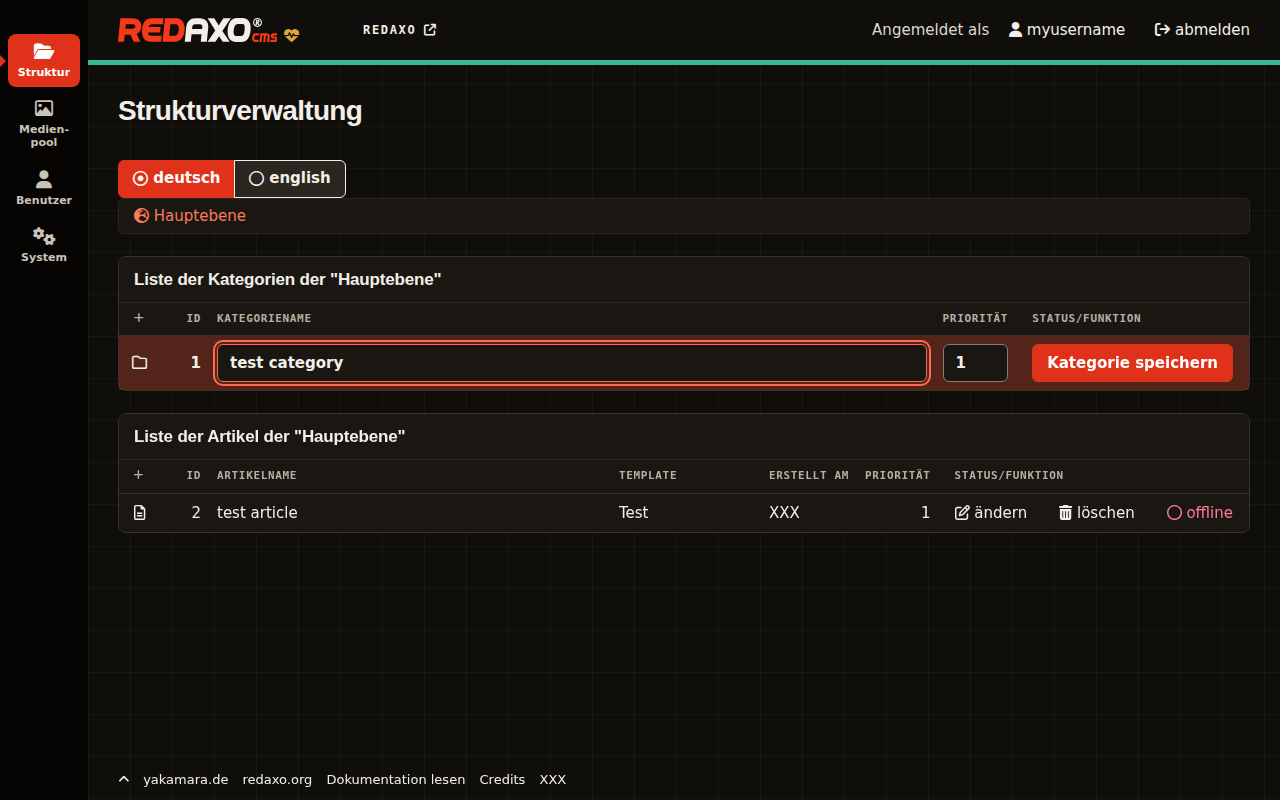 REDAXO® cms
REDAXO
Angemeldet als myusername abmelden
Struktur
Medien-
pool
Benutzer
System
Strukturverwaltung
deutsch english
Hauptebene
Liste der Kategorien der "Hauptebene"
+ ID KATEGORIENAME PRIORITÄT STATUS/FUNKTION
1 test category 1 Kategorie speichern
Liste der Artikel der "Hauptebene"
+ ID ARTIKELNAME TEMPLATE ERSTELLT AM PRIORITÄT STATUS/FUNKTION
2 test article Test XXX 1 ändern löschen offline
yakamara.de redaxo.org Dokumentation lesen Credits XXX